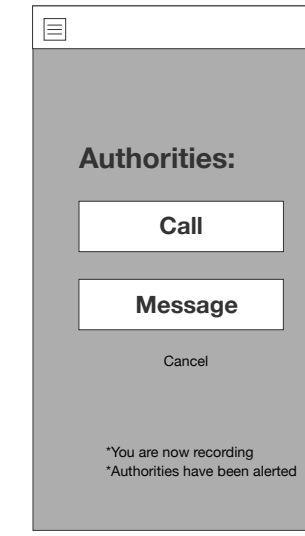 Authorities:
Call
Message
Cancel
*You are now recording
*Authorities have been alerted